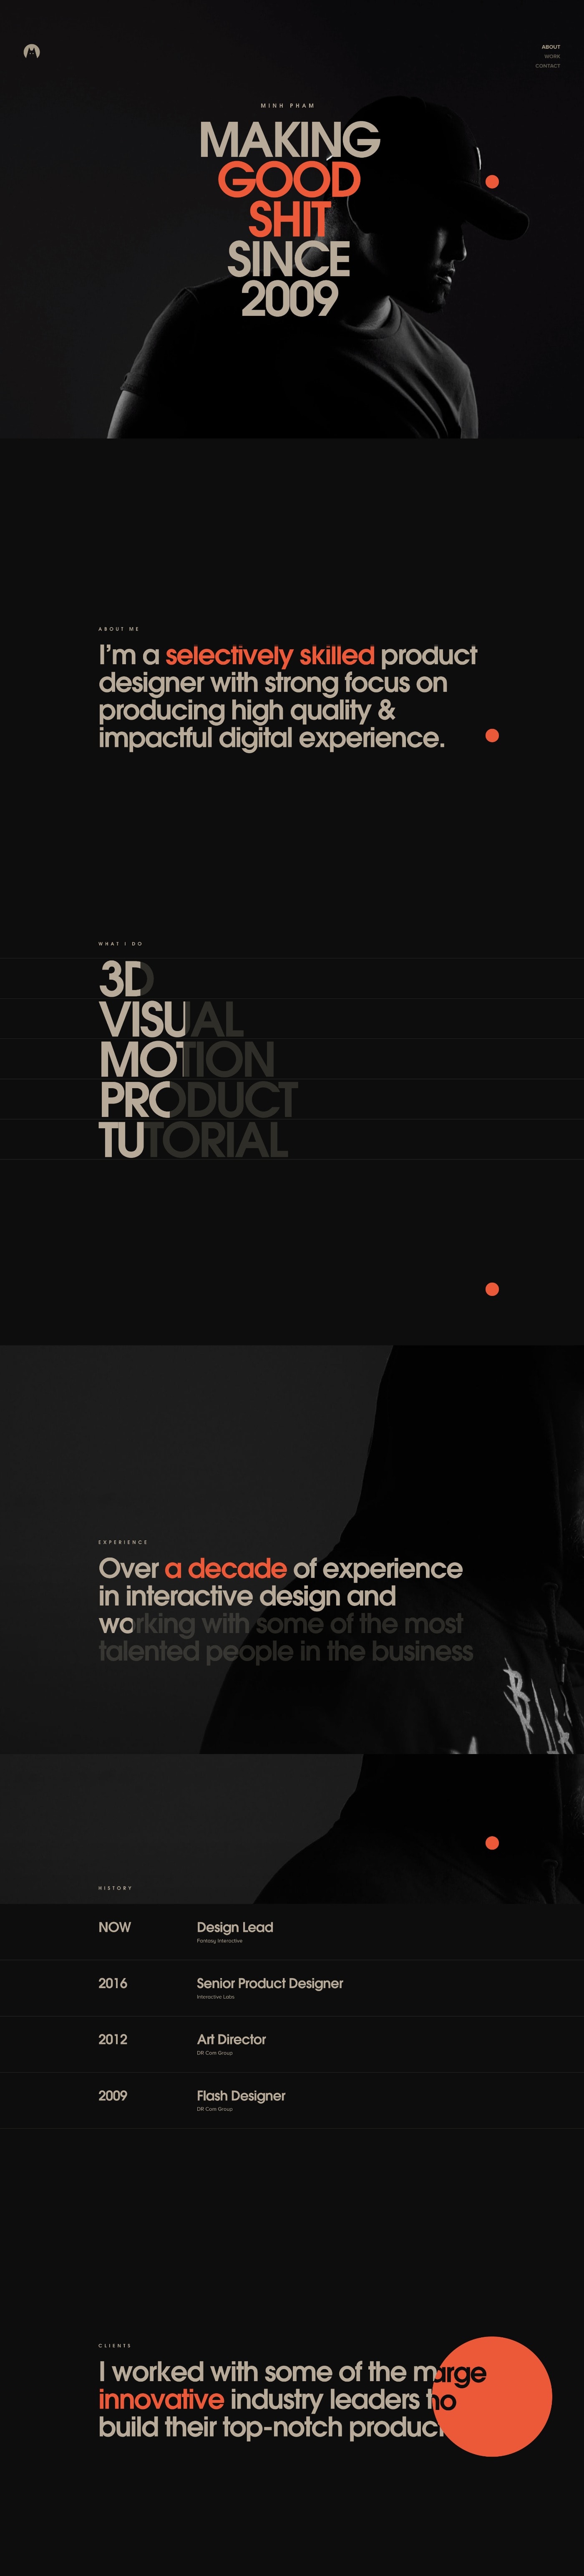 ABOUT
WORK
CONTACT
MINH PHAM
MAKING
GOOD
SHIT
SINCE
2009
ABOUT ME
I'm a selectively skilled product
designer with strong focus on
producing high quality &
impactful digital experience.
WHAT I DO
3D
VISUAL
MOTION
PRODUCT
TUTORIAL
EXPERIENCE
Over a decade of experience
in interactive design and
working with some of the most
talented people in the business
HISTORY
NOW Design Lead
Fantasy Interactive
2016 Senior Product Designer
Interactive Labs
2012 Art Director
DR Com Group
2009 Flash Designer
DR Com Group
CLIENTS
I worked with some of the m arge
innovative industry leaders t ho
build their top-notch produc